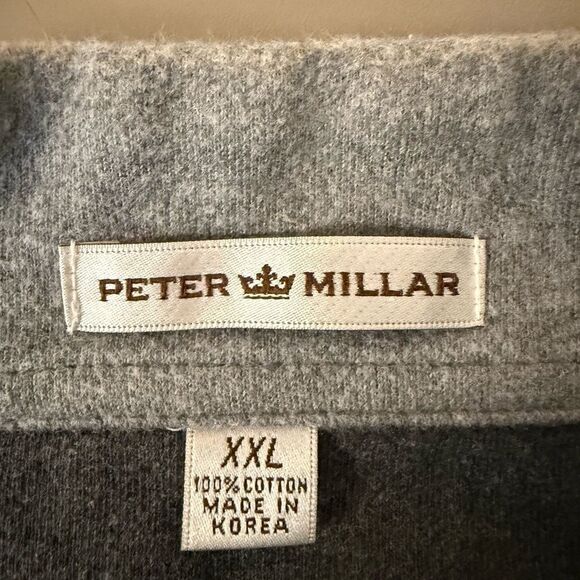 PETER MILLAR
XXL
100% COTTON
MADE IN
KOREA